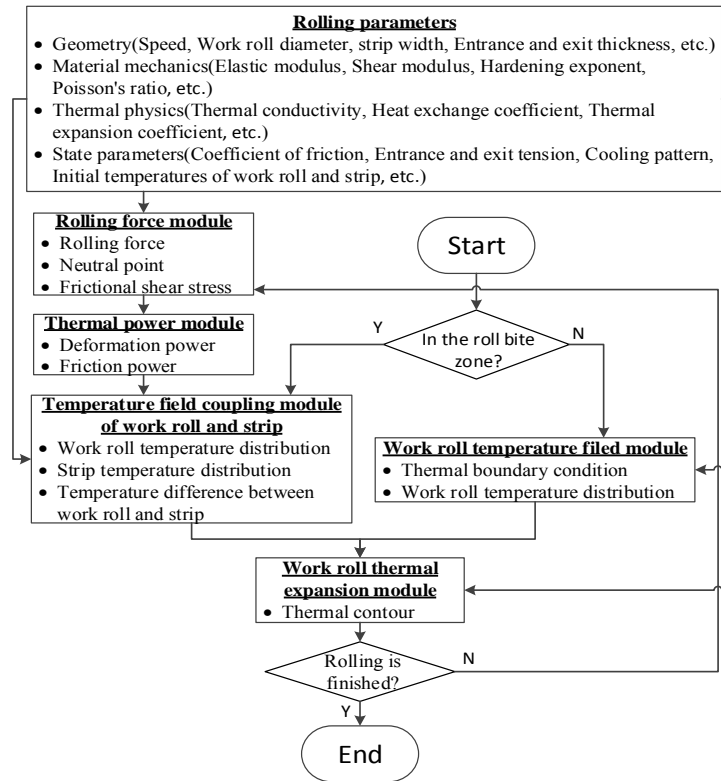 Rolling parameters
• Geometry(Speed, Work roll diameter, strip width, Entrance and exit thickness, etc.)
• Material mechanics(Elastic modulus, Shear modulus, Hardening exponent,
Poisson's ratio, etc.)
• Thermal physics(Thermal conductivity, Heat exchange coefficient, Thermal
expansion coefficient, etc.)
• State parameters(Coefficient of friction, Entrance and exit tension, Cooling pattern,
Initial temperatures of work roll and strip, etc.)
Rolling force module
• Rolling force
• Neutral point
• Frictional shear stress
Start
Thermal power module
• Deformation power
• Friction power
Y
In the roll bite
zone?
N
Temperature field coupling module
of work roll and strip
• Work roll temperature distribution
• Strip temperature distribution
• Temperature difference between
work roll and strip
Work roll temperature filed module
• Thermal boundary condition
• Work roll temperature distribution
Work roll thermal
expansion module
• Thermal contour
Rolling is
finished?
N
Y
End